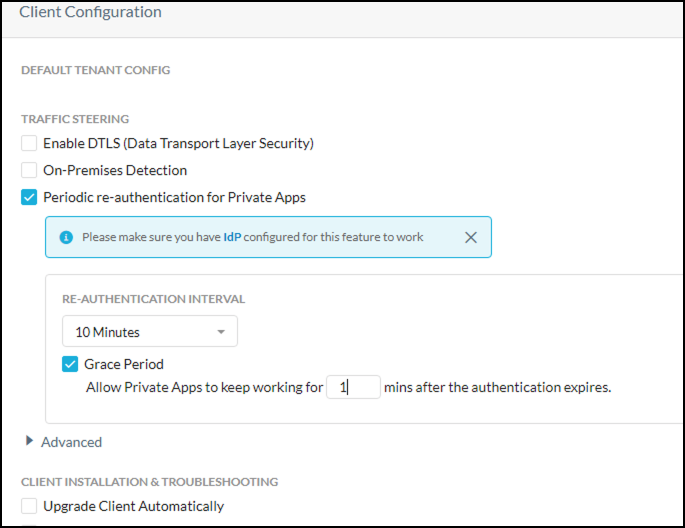 Client Configuration
DEFAULT TENANT CONFIG
TRAFFIC STEERING
Enable DTLS (Data Transport Layer Security)
On-Premises Detection
Periodic re-authentication for Private Apps
Please make sure you have IdP configured for this feature to work
RE-AUTHENTICATION INTERVAL
10 Minutes
Grace Period
Allow Private Apps to keep working for 1 mins after the authentication expires.
Advanced
CLIENT INSTALLATION & TROUBLESHOOTING
Upgrade Client Automatically